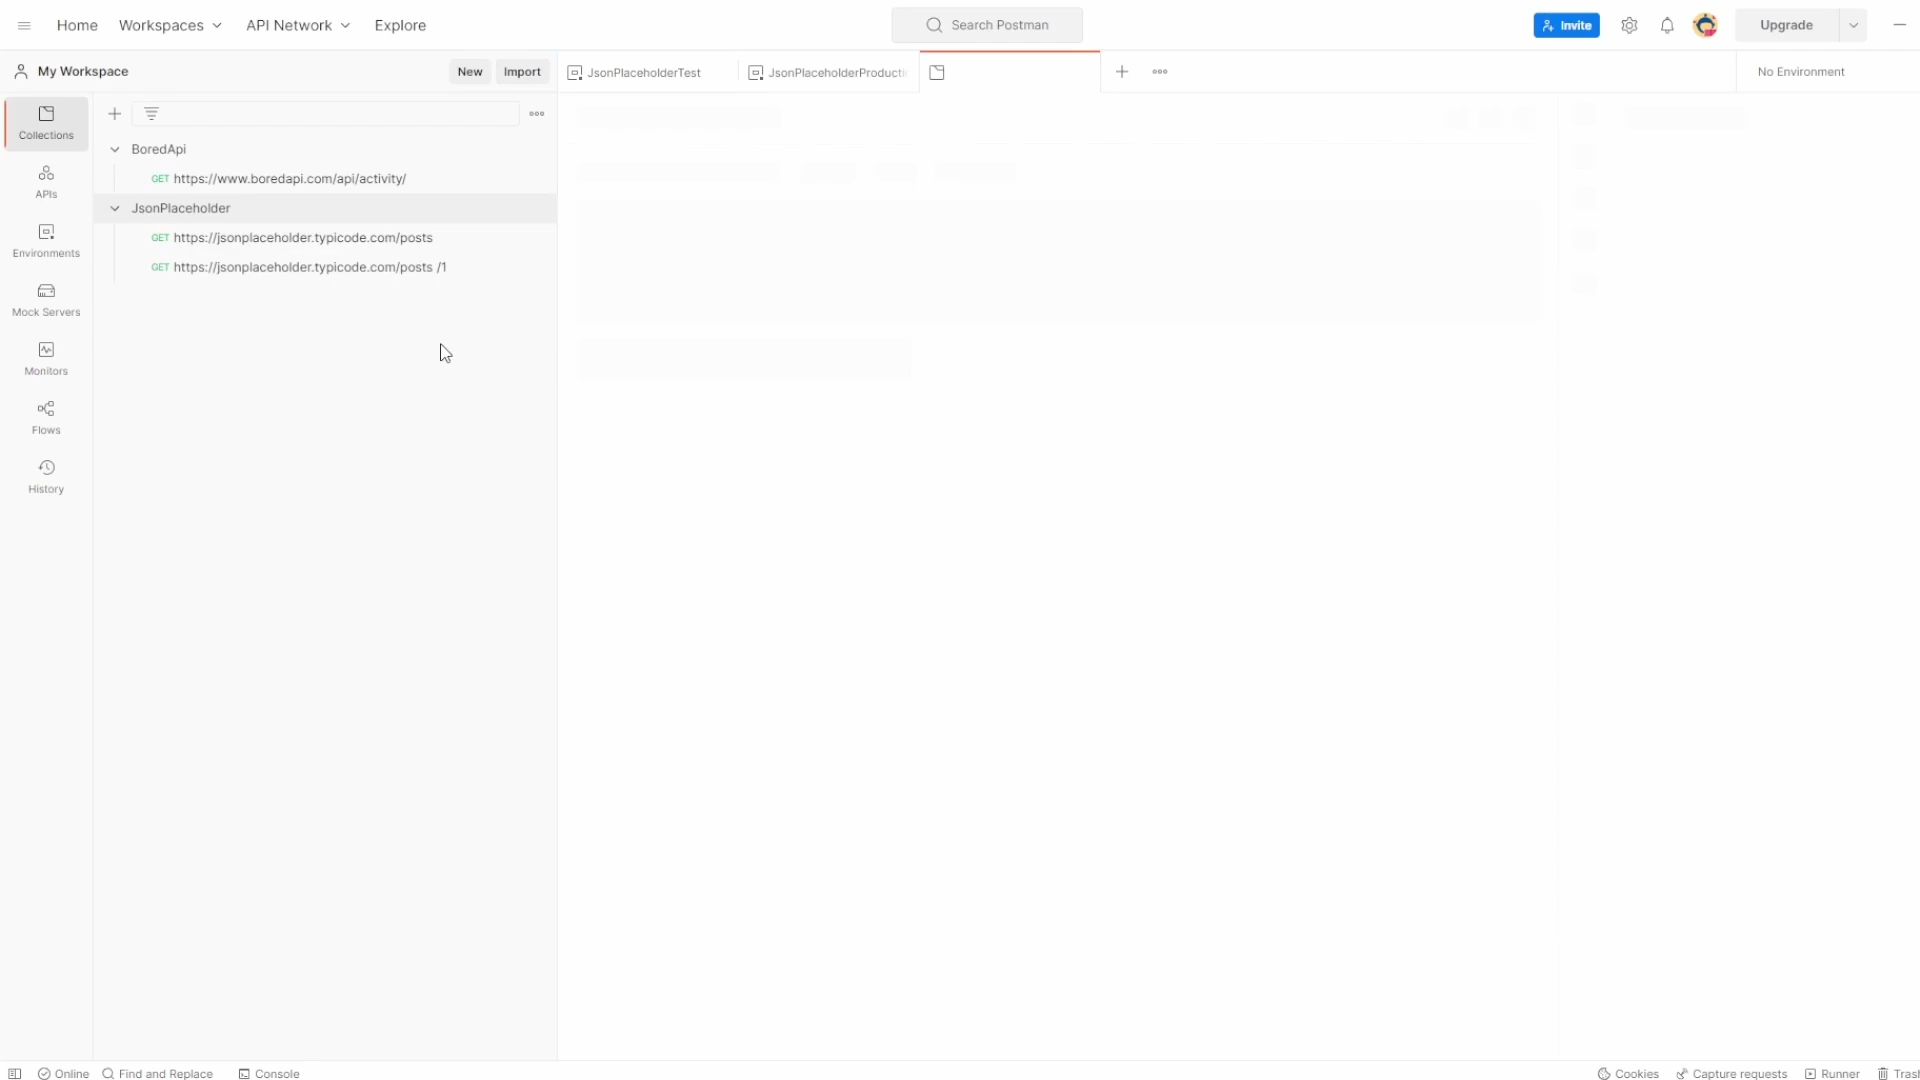 Home Workspaces API Network Explore Search Postman Invite Upgrade
My Workspace New Import JsonPlaceholderTest JsonPlaceholderProducti No Environment
Collections
BoredApi
GET https://www.boredapi.com/api/activity/
APIs
JsonPlaceholder
GET https://jsonplaceholder.typicode.com/posts
Environments
GET https://jsonplaceholder.typicode.com/posts /1
Mock Servers
Monitors
Flows
History
Online Find and Replace Console Cookies Capture requests Runner Trash